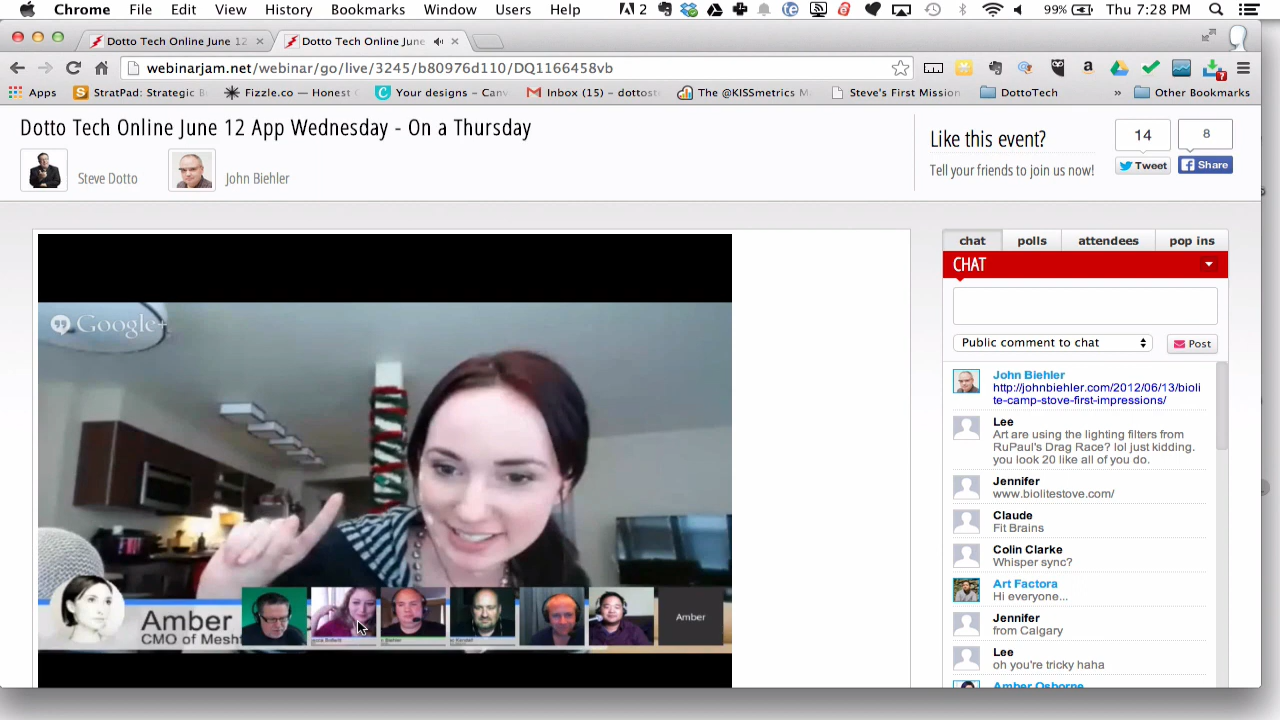 Chrome File Edit View History Bookmarks Window Users Help 2 99% Thu 7:28 PM
Dotto Tech Online June 12 Dotto Tech Online June
webinarjam.net/webinar/go/live/3245/b80976d110/DQ1166458vb
Apps StratPad: Strategic Fizzle.co — Honest Your designs - Can Inbox (15) - dottost The @KISSmetrics Steve's First Mission DottoTech » Other Bookmarks
Dotto Tech Online June 12 App Wednesday - On a Thursday
Steve Dotto John Biehler
Like this event?
Tell your friends to join us now!
14 8
Tweet Share
Google+
Amber
CMO of Mesht
Amber
chat polls attendees pop ins
CHAT
Public comment to chat Post
John Biehler
http://johnbiehler.com/2012/06/13/bioli
te-camp-stove-first-impressions/
Lee
Art are using the lighting filters from
RuPaul's Drag Race? lol just kidding.
you look 20 like all of you do.
Jennifer
www.biolitestove.com/
Claude
Fit Brains
Colin Clarke
Whisper sync?
Art Factora
Hi everyone...
Jennifer
from Calgary
Lee
oh you're tricky haha
Amber Osborne